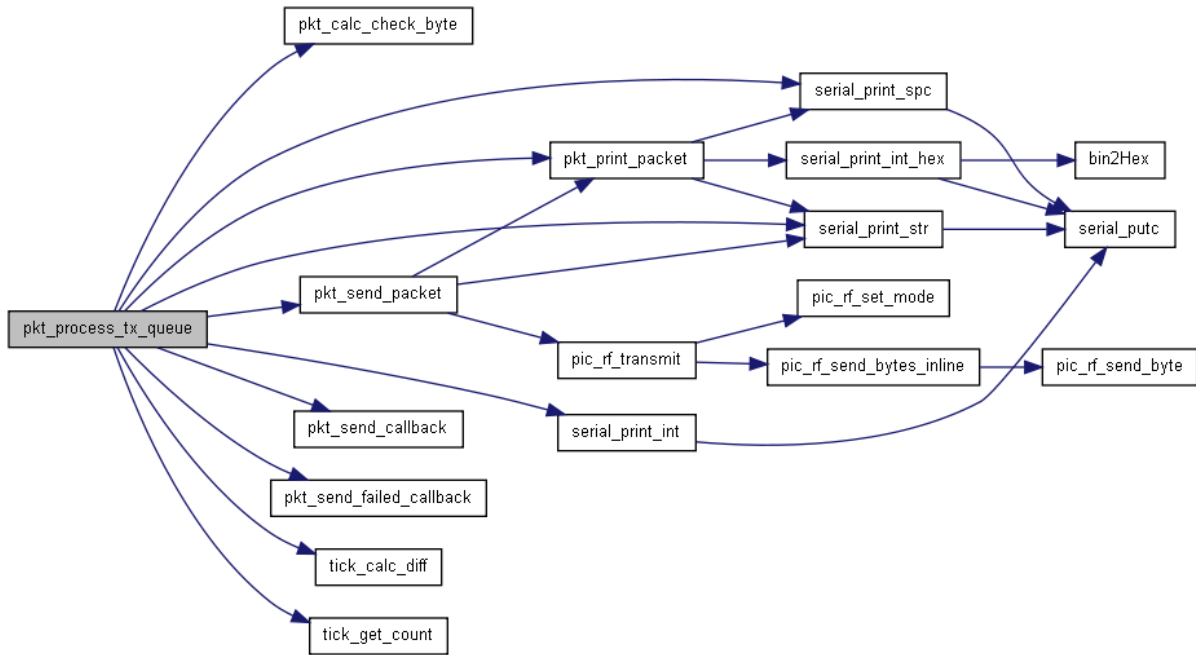 pkt_calc_check_byte
serial_print_spc
pkt_print_packet
serial_print_int_hex
bin2Hex
serial_print_str
serial_putc
pkt_send_packet
pic_rf_set_mode
pkt_process_tx_queue
pic_rf_transmit
pic_rf_send_bytes_inline
pic_rf_send_byte
pkt_send_callback
serial_print_int
pkt_send_failed_callback
tick_calc_diff
tick_get_count